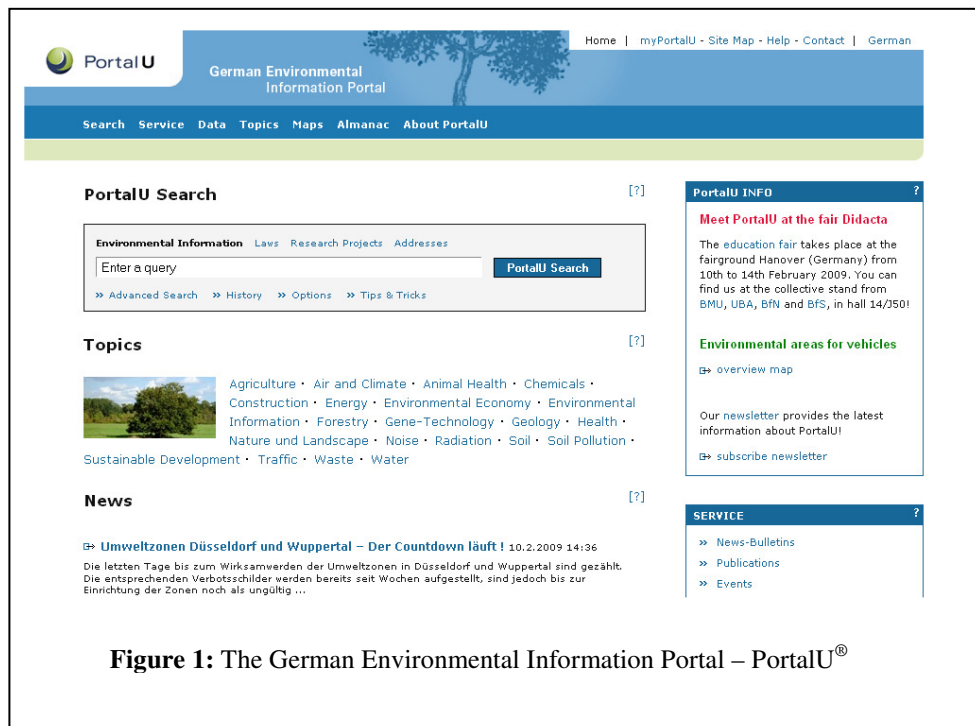 Home | myPortalU - Site Map - Help - Contact | German
PortalU
German Environmental
Information Portal
Search Service Data Topics Maps Almanac About PortalU
PortalU Search [?]
Environmental Information Laws Research Projects Addresses
Enter a query PortalU Search
» Advanced Search » History » Options » Tips & Tricks
Topics [?]
Agriculture · Air and Climate · Animal Health · Chemicals ·
Construction · Energy · Environmental Economy · Environmental
Information · Forestry · Gene-Technology · Geology · Health ·
Nature und Landscape · Noise · Radiation · Soil · Soil Pollution ·
Sustainable Development · Traffic · Waste · Water
News [?]
Umweltzonen Düsseldorf und Wuppertal – Der Countdown läuft ! 10.2.2009 14:36
Die letzten Tage bis zum Wirksamwerden der Umweltzonen in Düsseldorf und Wuppertal sind gezählt.
Die entsprechenden Verbotsschilder werden bereits seit Wochen aufgestellt, sind jedoch bis zur
Einrichtung der Zonen noch als ungültig ...
PortalU INFO ?
Meet PortalU at the fair Didacta
The education fair takes place at the
fairground Hanover (Germany) from
10th to 14th February 2009. You can
find us at the collective stand from
BMU, UBA, BfN and BfS, in hall 14/J50!
Environmental areas for vehicles
overview map
Our newsletter provides the latest
information about PortalU!
subscribe newsletter
SERVICE ?
» News-Bulletins
» Publications
» Events
Figure 1: The German Environmental Information Portal – PortalU®